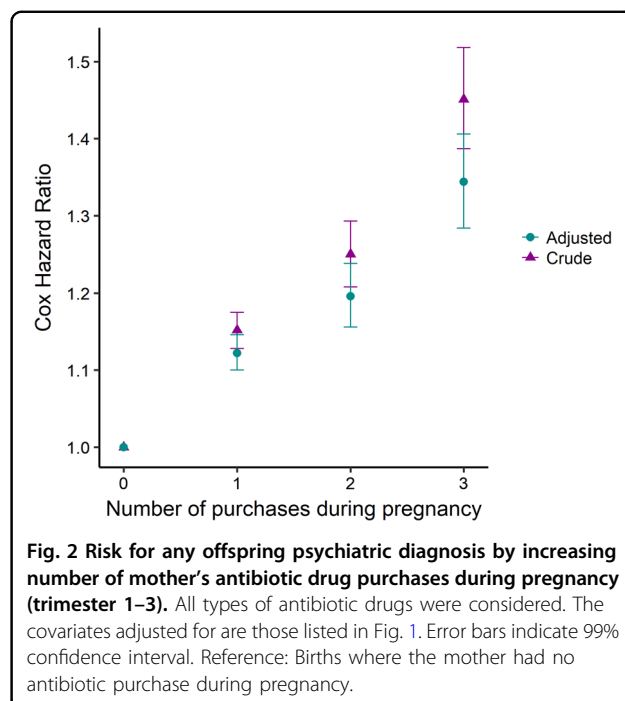 1.5
1.4
1.3
1.2
1.1
1.0
Cox Hazard Ratio
Adjusted
Crude
0 1 2 3
Number of purchases during pregnancy
Fig. 2 Risk for any offspring psychiatric diagnosis by increasing
number of mother’s antibiotic drug purchases during pregnancy
(trimester 1–3). All types of antibiotic drugs were considered. The
covariates adjusted for are those listed in Fig. 1. Error bars indicate 99%
confidence interval. Reference: Births where the mother had no
antibiotic purchase during pregnancy.